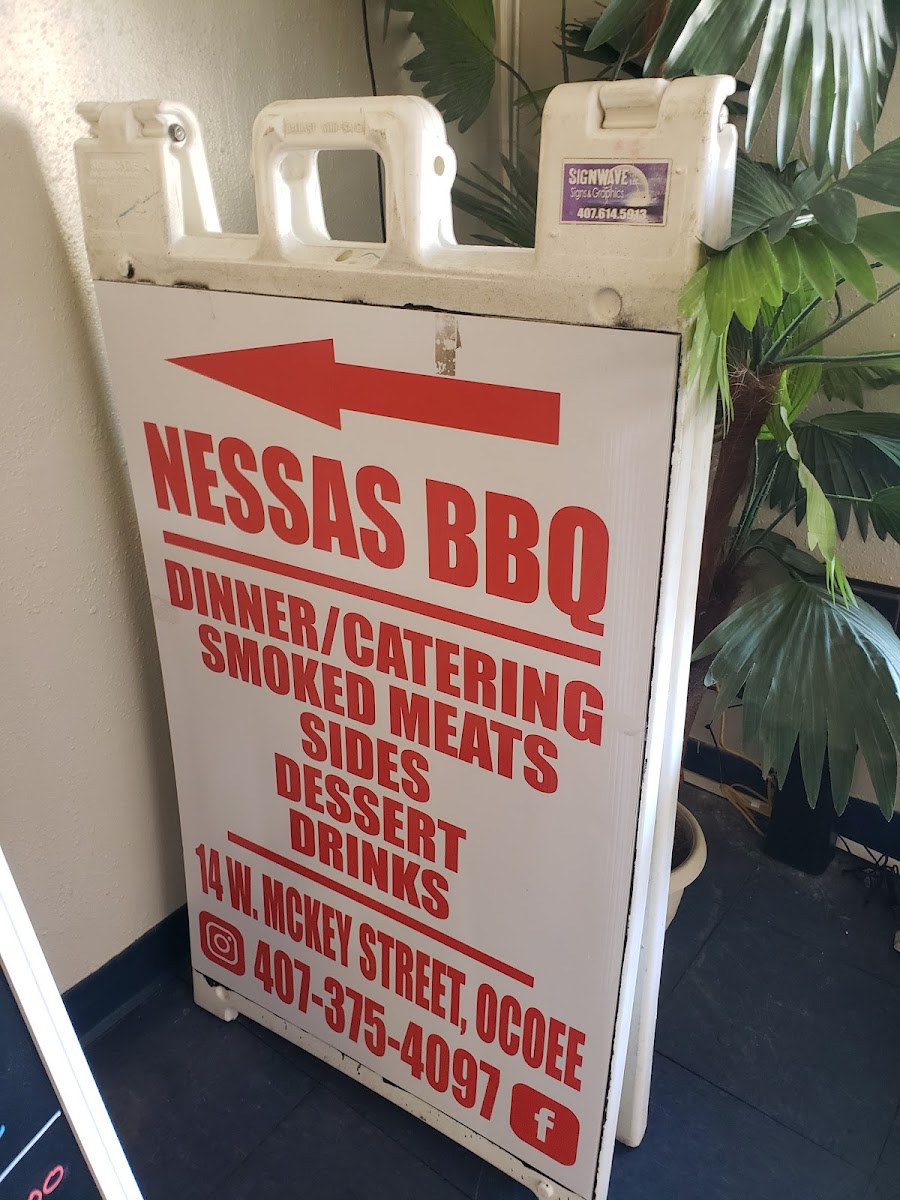 SIGNWAVE
Signs & Graphics
407.614.5013
NESSAS BBQ
DINNER/CATERING
SMOKED MEATS
SIDES
DESSERT
DRINKS
14 W. MCKEY STREET, OCOEE
407-375-4097
f